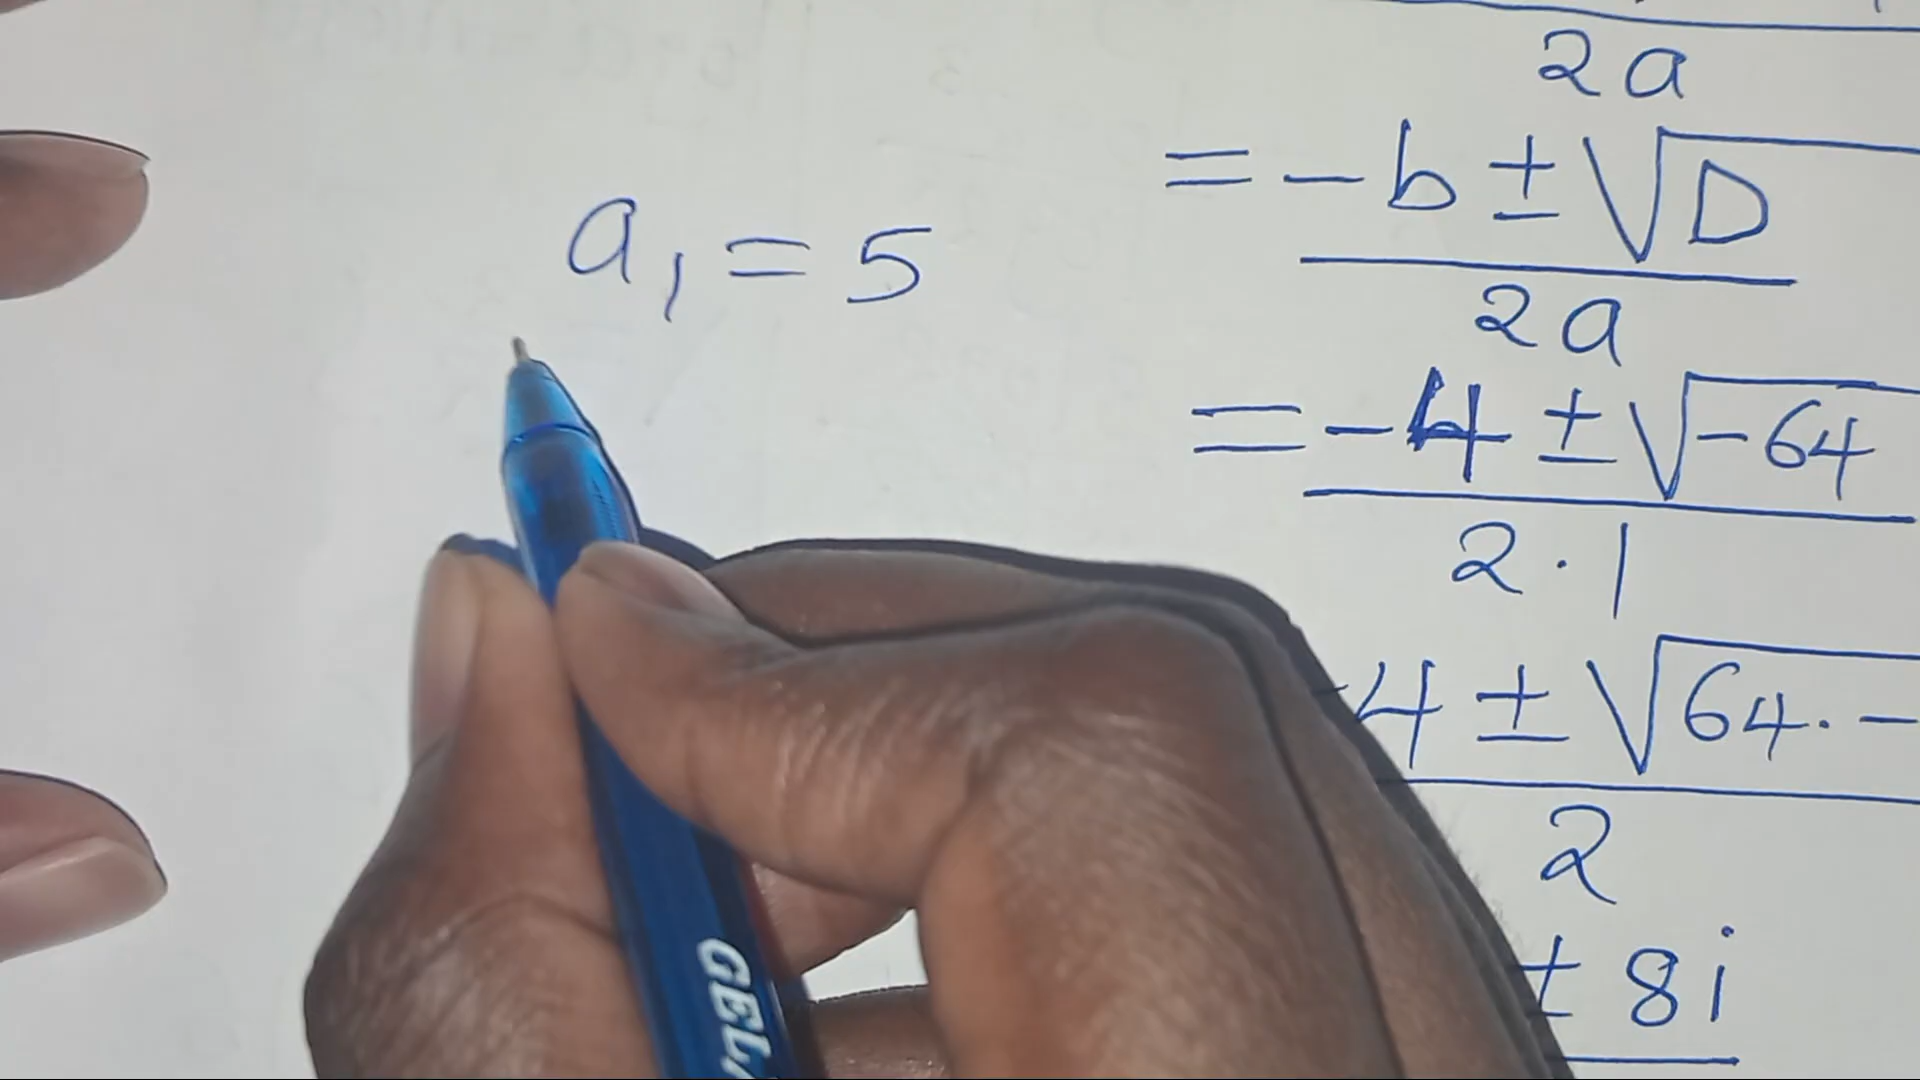 a₁ = 5
2a
= -b ± √D
2a
= -4 ± √-64
2 · 1
4 ± √64 · -
2
± 8i
GEL